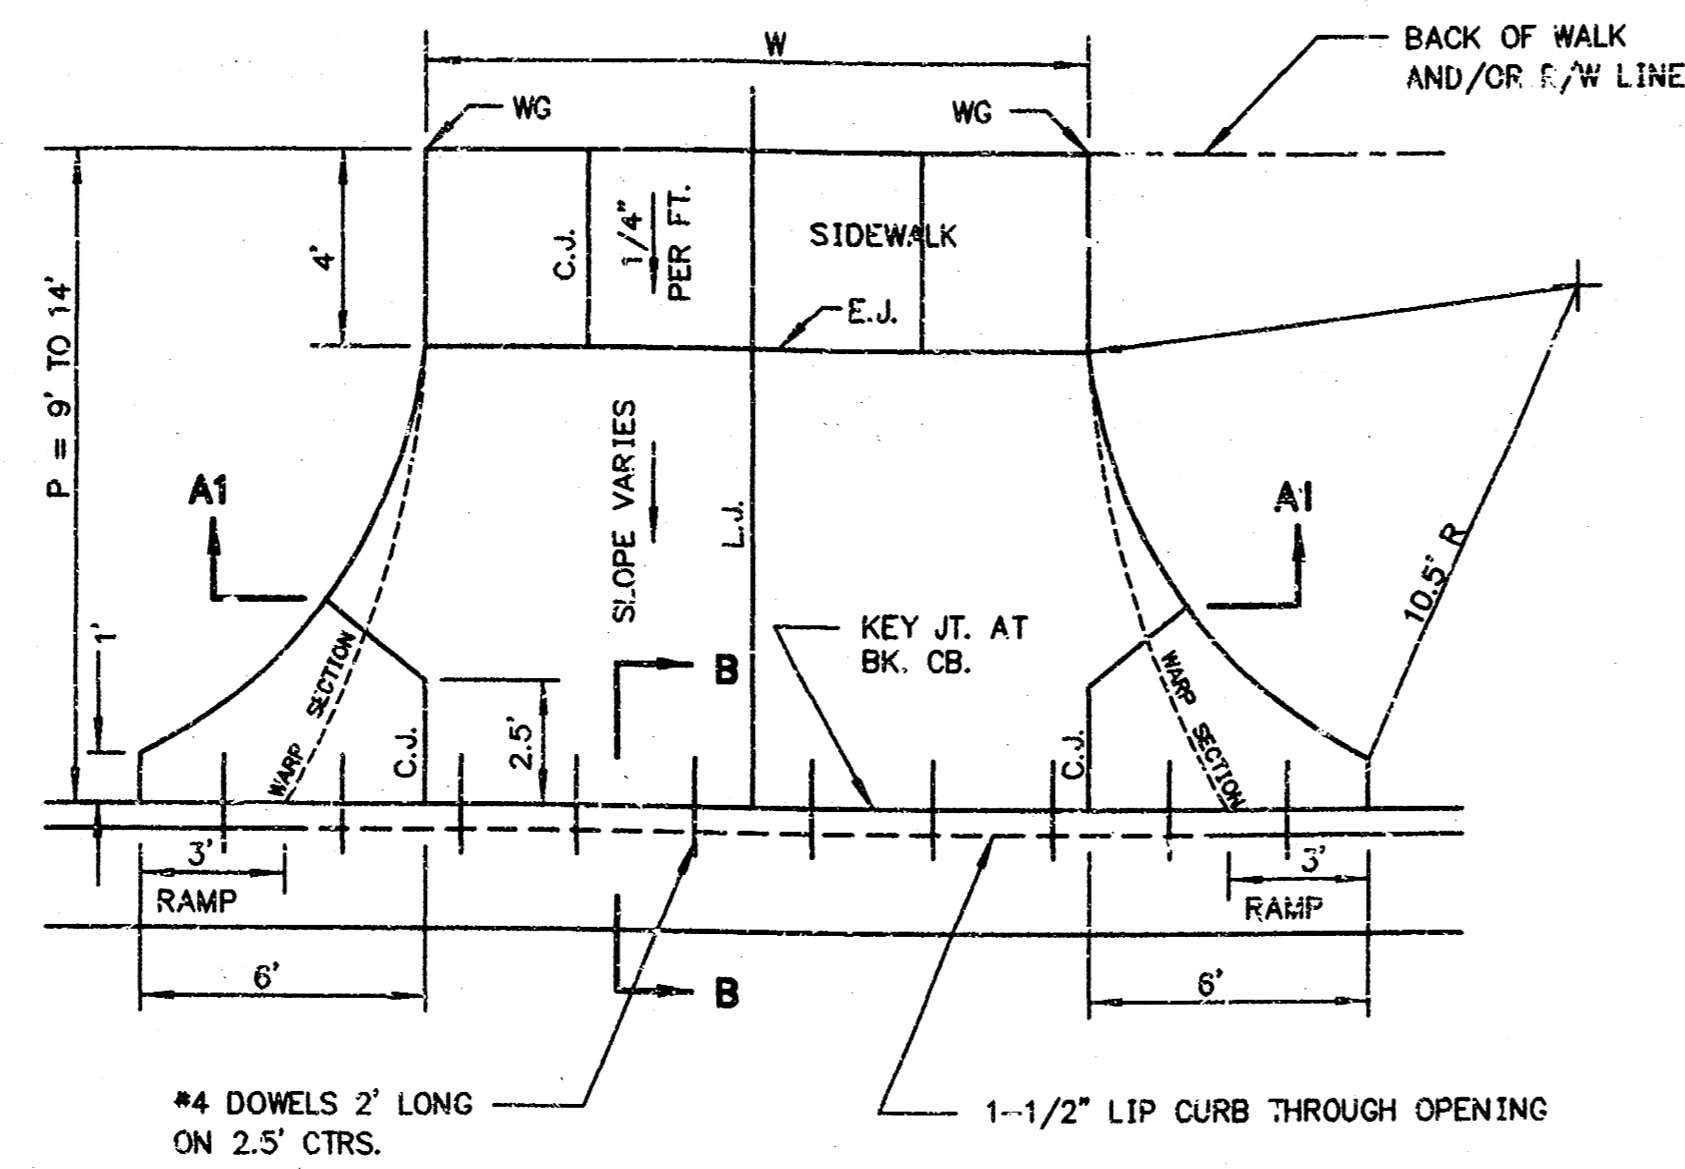 W
BACK OF WALK
AND/OR R/W LINE
WG
WG
4'
C.J.
1/4"
PER FT.
SIDEWALK
E.J.
P = 9' TO 14'
A1
SLOPE VARIES
L.J.
A1
10.5' R
1'
WARP SECTION
C.J.
2.5'
B
KEY JT. AT
BK. CB.
C.J.
WARP SECTION
3'
RAMP
3'
RAMP
6'
B
6'
#4 DOWELS 2' LONG
ON 2.5' CTRS.
1-1/2" LIP CURB THROUGH OPENING